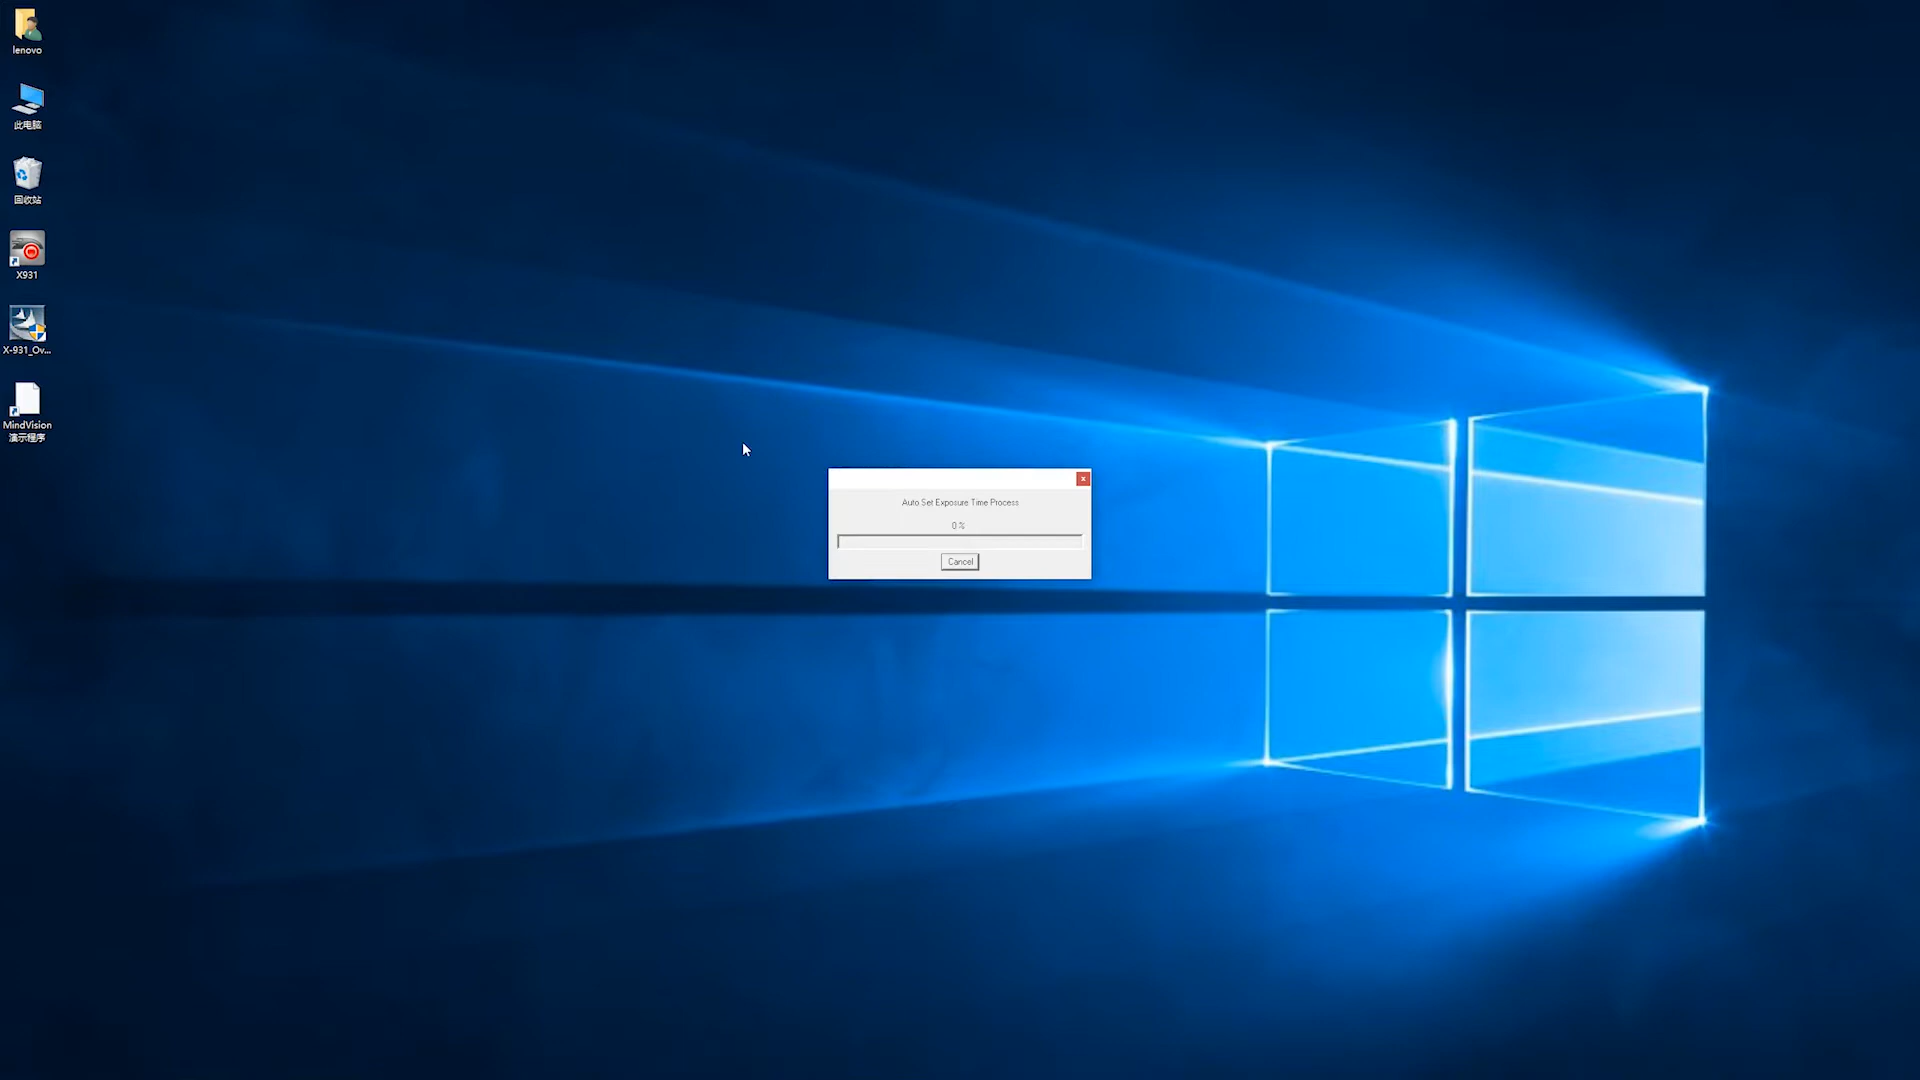 lenovo
此电脑
回收站
X931
X-931_Ov...
MindVision
演示程序
Auto Set Exposure Time Process
0 %
Cancel